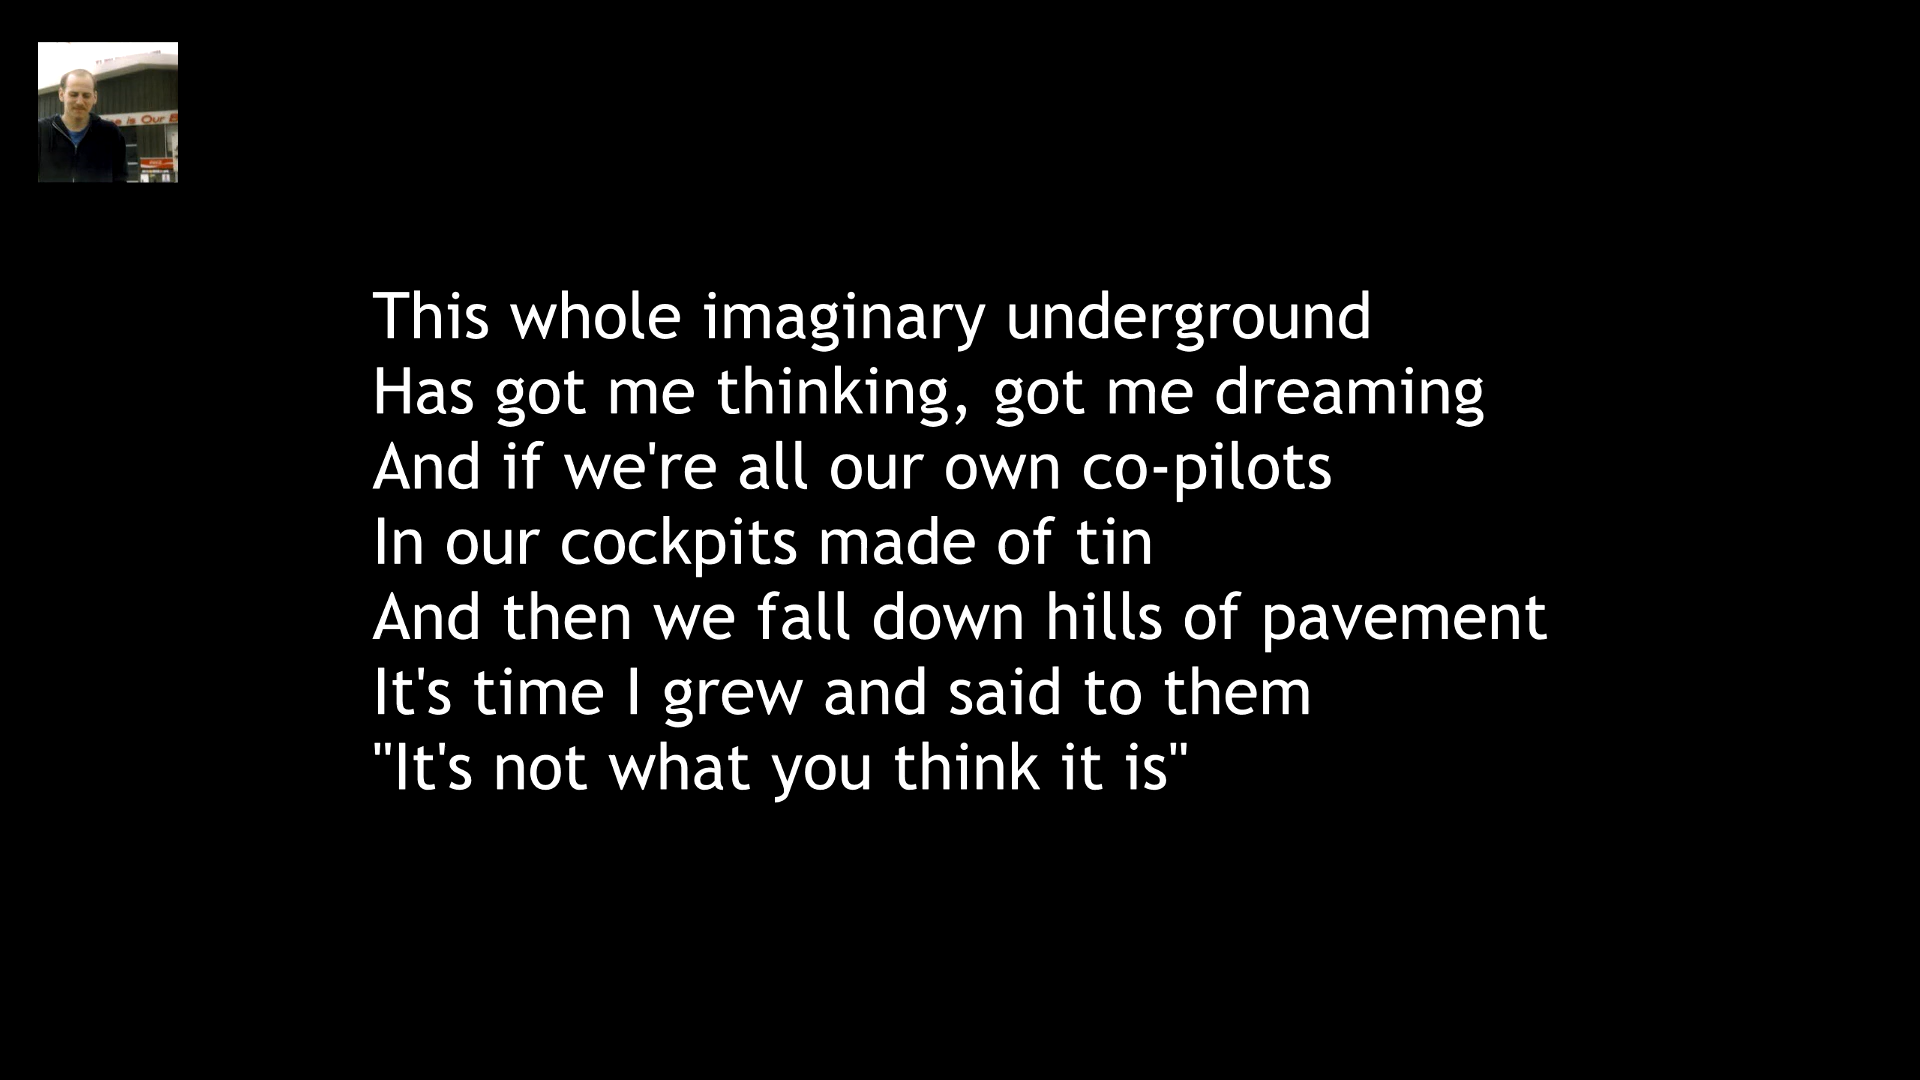 e is Our B
This whole imaginary underground
Has got me thinking, got me dreaming
And if we're all our own co-pilots
In our cockpits made of tin
And then we fall down hills of pavement
It's time I grew and said to them
"It's not what you think it is"